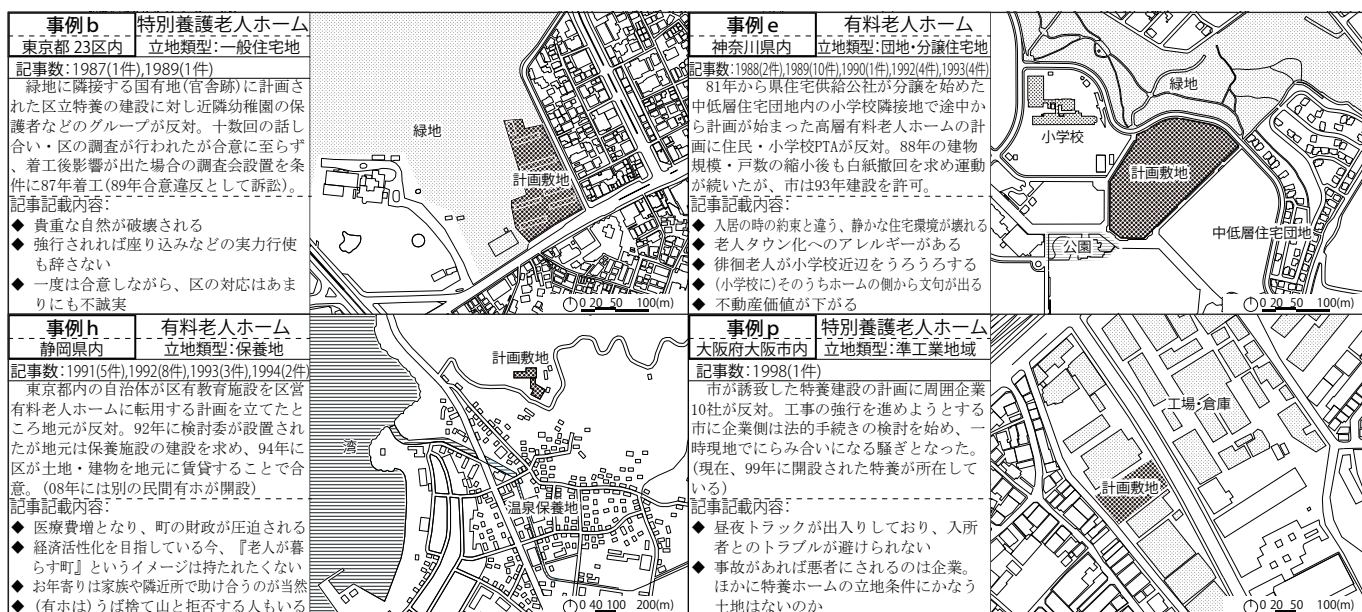 事例b
特別養護老人ホーム
東京都 23区内
立地類型:一般住宅地
記事数:1987(1件),1989(1件)
緑地に隣接する国有地(官舎跡)に計画さ
れた区立特養の建設に対し近隣幼稚園の保
護者などのグループが反対。十数回の話し
合い・区の調査が行われたが合意に至らず
、着工後影響が出た場合の調査会設置を条
件に87年着工(89年合意違反として訴訟)。
記事記載内容:
◆ 貴重な自然が破壊される
◆ 強行されれば座り込みなどの実力行使
も辞さない
◆ 一度は合意しながら、区の対応はあま
りにも不誠実
緑地
計画敷地
0 20 50 100(m)
事例e
有料老人ホーム
神奈川県内
立地類型:団地・分譲住宅地
記事数:1988(2件),1989(10件),1990(1件),1992(4件),1993(4件)
81年から県住宅供給公社が分譲を始めた
中低層住宅団地内の小学校隣接地で途中か
ら計画が始まった高層有料老人ホームの計
画に住民・小学校PTAが反対。88年の建物
規模・戸数の縮小後も白紙撤回を求め運動
が続いたが、市は93年建設を許可。
記事記載内容:
◆ 入居の時の約束と違う、静かな住宅環境が壊れる
◆ 老人タウン化へのアレルギーがある
◆ 徘徊老人が小学校近辺をうろうろする
◆ (小学校に)そのうちホームの側から文句が出る
◆ 不動産価値が下がる
緑地
小学校
計画敷地
公園
中低層住宅団地
0 20 50 100(m)
事例h
有料老人ホーム
静岡県内
立地類型:保養地
記事数:1991(5件),1992(8件),1993(3件),1994(2件)
東京都内の自治体が区有教育施設を区営
有料老人ホームに転用する計画を立てたと
ころ地元が反対。92年に検討委が設置され
たが地元は保養施設の建設を求め、94年に
区が土地・建物を地元に賃貸することで合
意。(08年には別の民間有ホが開設)
記事記載内容:
◆ 医療費増となり、町の財政が圧迫される
◆ 経済活性化を目指している今、『老人が暮
らす町』というイメージは持たれたくない
◆ お年寄りは家族や隣近所で助け合うのが当然
◆ (有ホは)うば捨て山と拒否する人もいる
計画敷地
湾
温泉保養地
0 40 100 200(m)
事例p
特別養護老人ホーム
大阪府大阪市内
立地類型:準工業地域
記事数:1998(1件)
市が誘致した特養建設の計画に周囲企業
10社が反対。工事の強行を進めようとする
市に企業側は法的手続きの検討を始め、一
時現地でにらみ合いになる騒ぎとなった。
(現在、99年に開設された特養が所在して
いる)
記事記載内容:
◆ 昼夜トラックが出入りしており、入所
者とのトラブルが避けられない
◆ 事故があれば悪者にされるのは企業。
ほかに特養ホームの立地条件にかなう
土地はないのか
工場・倉庫
計画敷地
0 20 50 100(m)